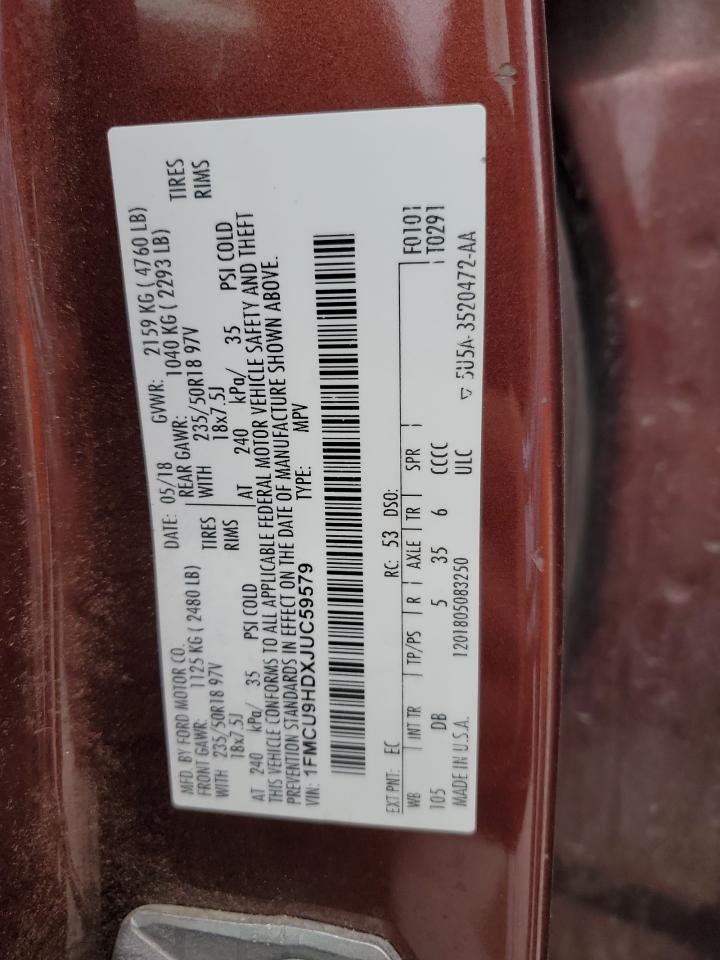 MFD. BY FORD MOTOR CO. DATE: 05/18 GVWR: 2159 KG ( 4760 LB)
FRONT GAWR: 1125 KG ( 2480 LB) REAR GAWR: 1040 KG ( 2293 LB)
WITH 235/50R18 97V TIRES WITH 235/50R18 97V TIRES
18x7.5J RIMS 18x7.5J RIMS
AT 240 kPa/ 35 PSI COLD AT 240 kPa/ 35 PSI COLD
THIS VEHICLE CONFORMS TO ALL APPLICABLE FEDERAL MOTOR VEHICLE SAFETY AND THEFT
PREVENTION STANDARDS IN EFFECT ON THE DATE OF MANUFACTURE SHOWN ABOVE.
VIN: 1FMCU9HDXJUC59579 TYPE: MPV
EXT PNT: EC RC: 53 DSO: F0101
WB INT TR TP/PS R AXLE TR SPR T0291
105 DB 5 35 6 CCCC
MADE IN U.S.A. 1201805083250 ULC ▽ 5U5A-3520472-AA